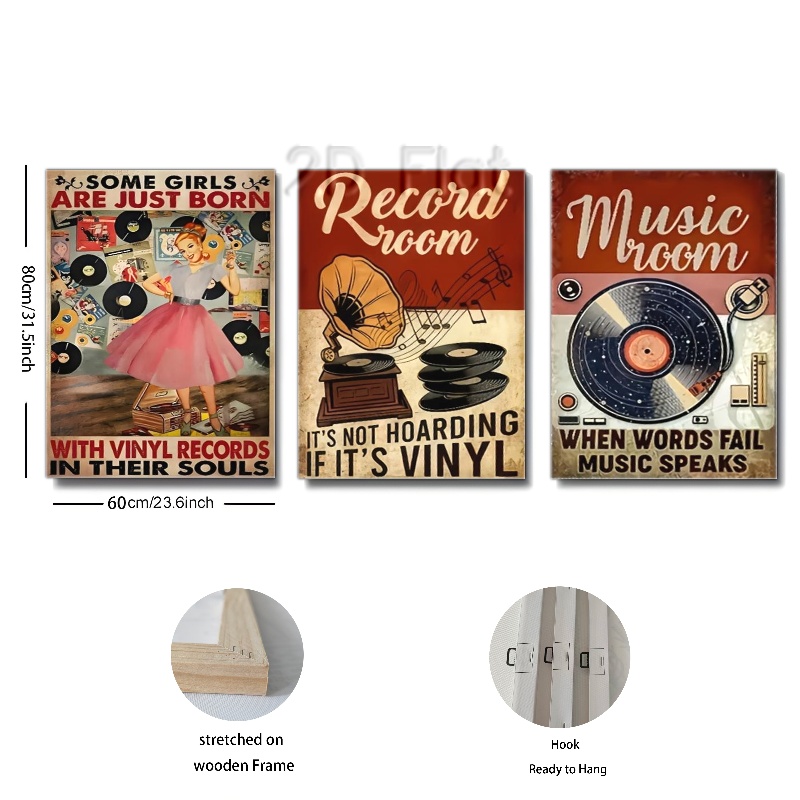 2D Flat
SOME GIRLS
ARE JUST BORN
WITH VINYL RECORDS
IN THEIR SOULS
Record
room
IT'S NOT HOARDING
IF IT'S VINYL
Music
room
WHEN WORDS FAIL
MUSIC SPEAKS
80cm/31.5inch
60cm/23.6inch
stretched on
wooden Frame
Hook
Ready to Hang